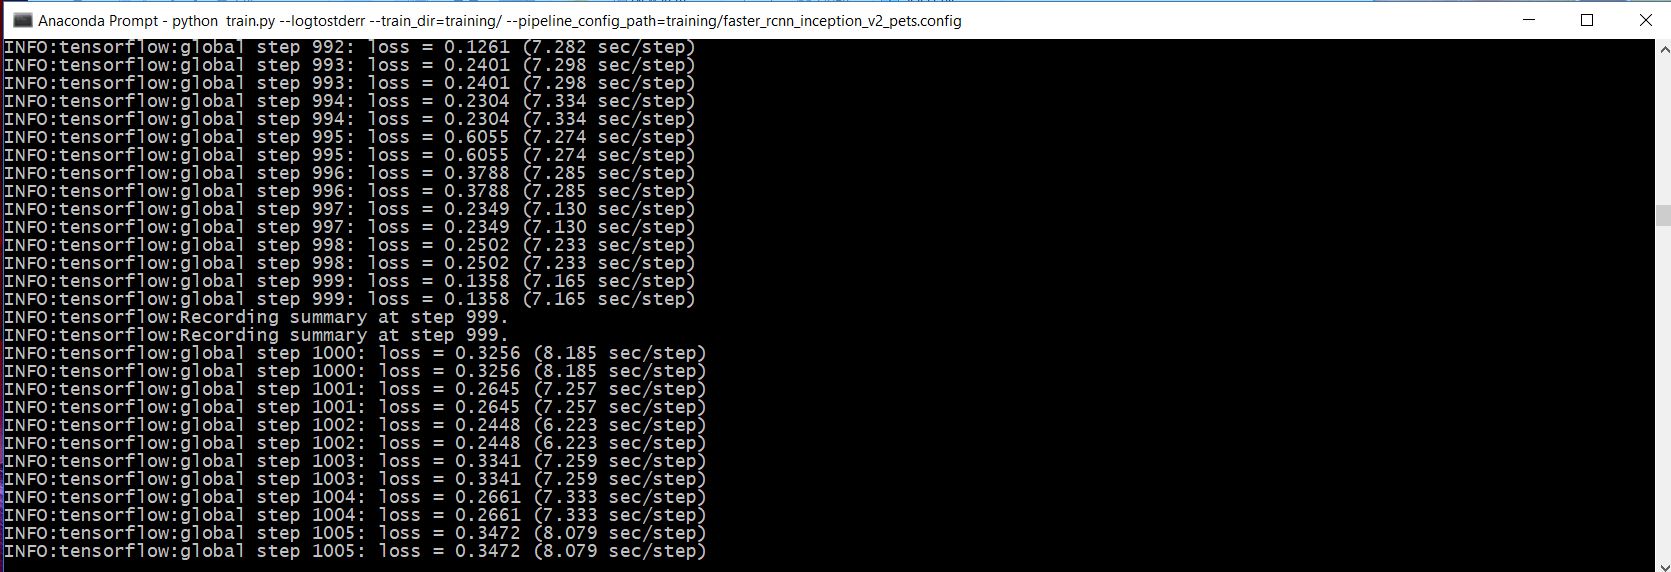 Anaconda Prompt - python  train.py --logtostderr --train_dir=training/ --pipeline_config_path=training/faster_rcnn_inception_v2_pets.config
INFO:tensorflow:global step 992: loss = 0.1261 (7.282 sec/step)
INFO:tensorflow:global step 993: loss = 0.2401 (7.298 sec/step)
INFO:tensorflow:global step 993: loss = 0.2401 (7.298 sec/step)
INFO:tensorflow:global step 994: loss = 0.2304 (7.334 sec/step)
INFO:tensorflow:global step 994: loss = 0.2304 (7.334 sec/step)
INFO:tensorflow:global step 995: loss = 0.6055 (7.274 sec/step)
INFO:tensorflow:global step 995: loss = 0.6055 (7.274 sec/step)
INFO:tensorflow:global step 996: loss = 0.3788 (7.285 sec/step)
INFO:tensorflow:global step 996: loss = 0.3788 (7.285 sec/step)
INFO:tensorflow:global step 997: loss = 0.2349 (7.130 sec/step)
INFO:tensorflow:global step 997: loss = 0.2349 (7.130 sec/step)
INFO:tensorflow:global step 998: loss = 0.2502 (7.233 sec/step)
INFO:tensorflow:global step 998: loss = 0.2502 (7.233 sec/step)
INFO:tensorflow:global step 999: loss = 0.1358 (7.165 sec/step)
INFO:tensorflow:global step 999: loss = 0.1358 (7.165 sec/step)
INFO:tensorflow:Recording summary at step 999.
INFO:tensorflow:Recording summary at step 999.
INFO:tensorflow:global step 1000: loss = 0.3256 (8.185 sec/step)
INFO:tensorflow:global step 1000: loss = 0.3256 (8.185 sec/step)
INFO:tensorflow:global step 1001: loss = 0.2645 (7.257 sec/step)
INFO:tensorflow:global step 1001: loss = 0.2645 (7.257 sec/step)
INFO:tensorflow:global step 1002: loss = 0.2448 (6.223 sec/step)
INFO:tensorflow:global step 1002: loss = 0.2448 (6.223 sec/step)
INFO:tensorflow:global step 1003: loss = 0.3341 (7.259 sec/step)
INFO:tensorflow:global step 1003: loss = 0.3341 (7.259 sec/step)
INFO:tensorflow:global step 1004: loss = 0.2661 (7.333 sec/step)
INFO:tensorflow:global step 1004: loss = 0.2661 (7.333 sec/step)
INFO:tensorflow:global step 1005: loss = 0.3472 (8.079 sec/step)
INFO:tensorflow:global step 1005: loss = 0.3472 (8.079 sec/step)